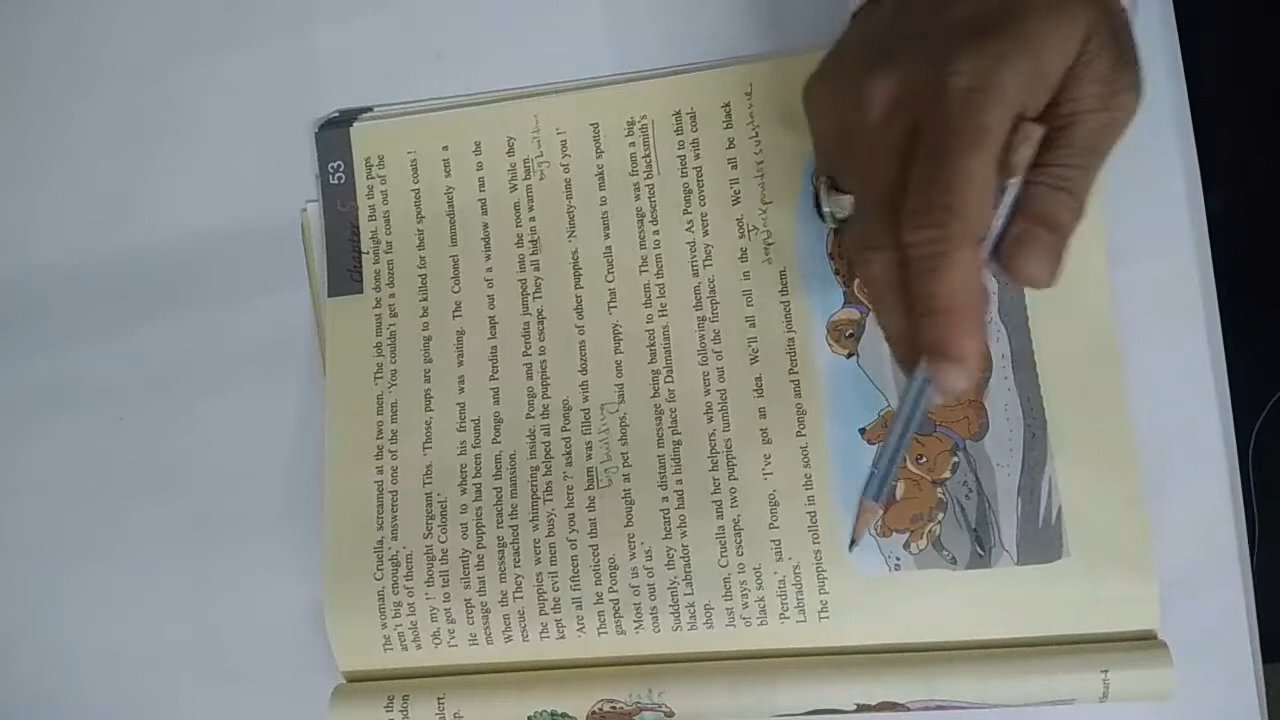 Chapter 5
53
The woman, Cruella, screamed at the two men. 'The job must be done tonight. But the pups
aren't big enough,' answered one of the men. 'You couldn't get a dozen fur coats out of the
whole lot of them.'
'Oh, my ! thought Sergeant Tibs. 'Those, pups are going to be killed for their spotted coats !
I've got to tell the Colonel.'
He crept silently out to where his friend was waiting. The Colonel immediately sent a
message that the puppies had been found.
When the message reached them, Pongo and Perdita leapt out of a window and ran to the
rescue. They reached the mansion.
The puppies were whimpering inside. Pongo and Perdita jumped into the room. While they
kept the evil men busy, Tibs helped all the puppies to escape. They all hid in a warm barn.
big building
'Are all fifteen of you here ?' asked Pongo.
Then he noticed that the barn was filled with dozens of other puppies. 'Ninety-nine of you !'
gasped Pongo.
big building
'Most of us were bought at pet shops,' said one puppy. 'That Cruella wants to make spotted
coats out of us.'
Suddenly, they heard a distant message being barked to them. The message was from a big,
black Labrador who had a hiding place for Dalmatians. He led them to a deserted blacksmith's
shop.
Just then, Cruella and her helpers, who were following them, arrived. As Pongo tried to think
of ways to escape, two puppies tumbled out of the fireplace. They were covered with coal-
black soot.
'Perdita,' said Pongo, 'I've got an idea. We'll all roll in the soot. We'll all be black
Labradors.'
deep black powder substance
The puppies rolled in the soot. Pongo and Perdita joined them.
the
ndon
alert.
p.
mart-4